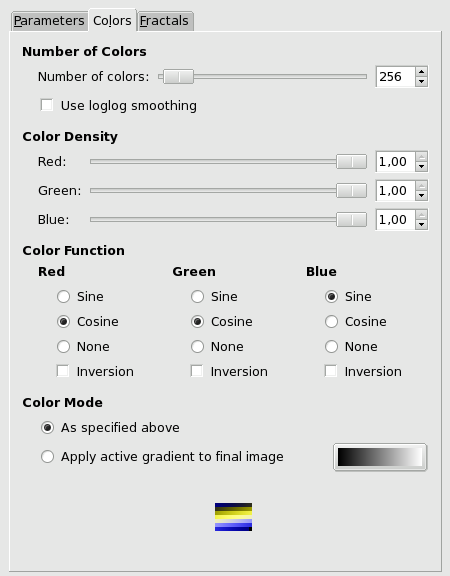 Parameters Colors Fractals
Number of Colors
Number of colors: 256
Use loglog smoothing
Color Density
Red: 1,00
Green: 1,00
Blue: 1,00
Color Function
Red Green Blue
Sine Sine Sine
Cosine Cosine Cosine
None None None
Inversion Inversion Inversion
Color Mode
As specified above
Apply active gradient to final image